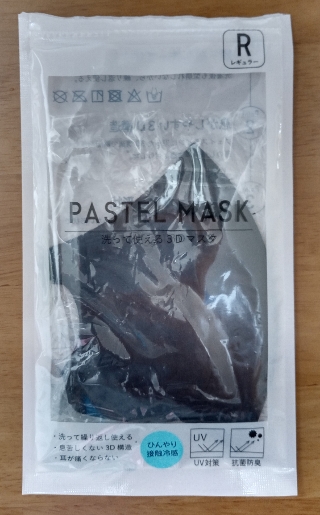 R
レギュラー
PASTEL MASK
洗って使える3Dマスク
・洗って繰り返し使える
・息苦しくない3D構造
・耳が痛くならない
ひんやり
接触冷感
UV
UV対策
抗菌防臭